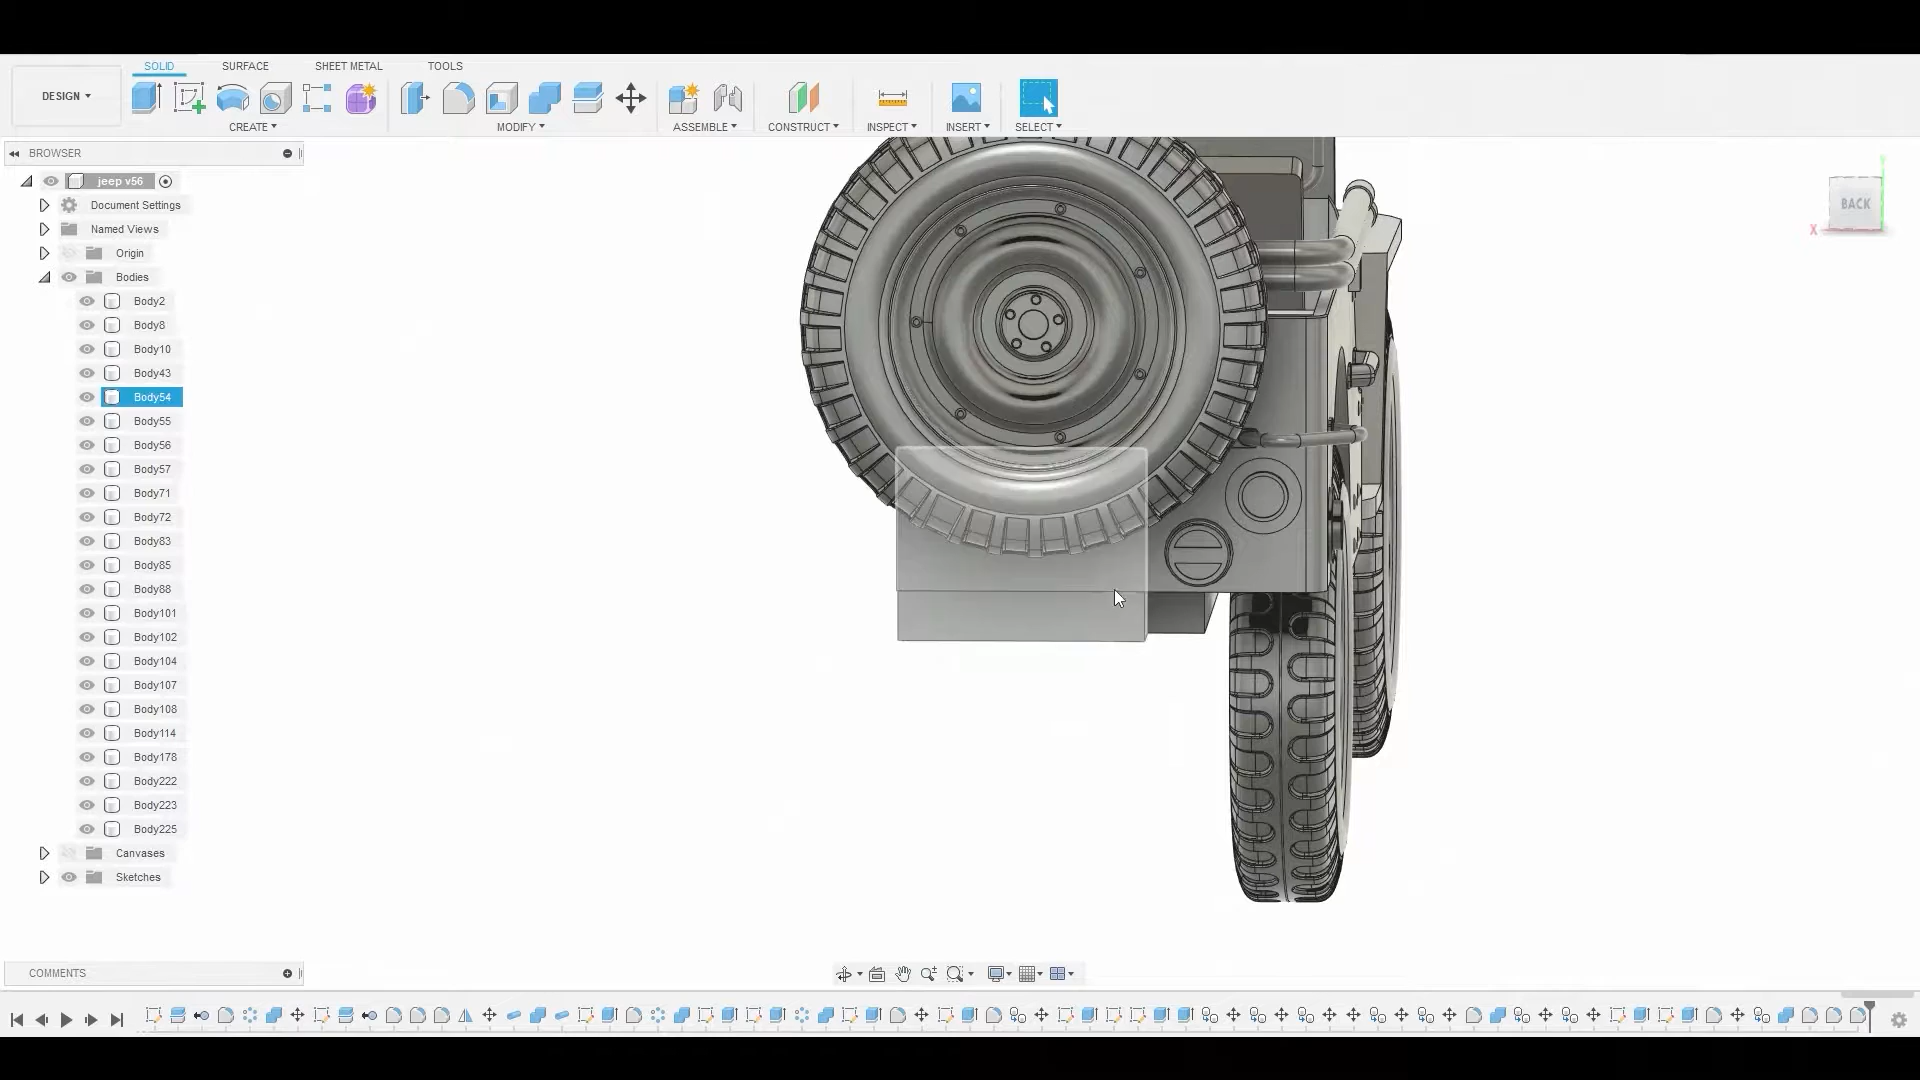 SOLID SURFACE SHEET METAL TOOLS
DESIGN
CREATE MODIFY ASSEMBLE CONSTRUCT INSPECT INSERT SELECT
BROWSER
jeep v56
Document Settings
Named Views
Origin
Bodies
Body2
Body8
Body10
Body43
Body54
Body55
Body56
Body57
Body71
Body72
Body83
Body85
Body88
Body101
Body102
Body104
Body107
Body108
Body114
Body178
Body222
Body223
Body225
Canvases
Sketches
BACK
X
COMMENTS